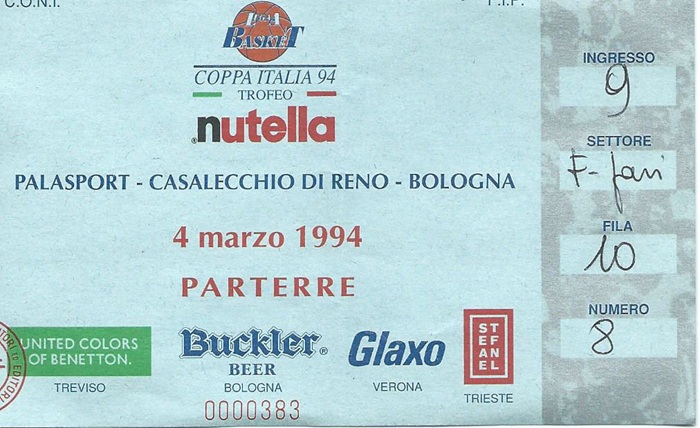 C.O.N.I.
F.I.P.
LEGA
BASKET
COPPA ITALIA 94
TROFEO
nutella
PALASPORT - CASALECCHIO DI RENO - BOLOGNA
4 marzo 1994
PARTERRE
UNITED COLORS
OF BENETTON.
TREVISO
Buckler®
BEER
BOLOGNA
0000383
Glaxo
VERONA
STEFANEL
TRIESTE
INGRESSO
9
SETTORE
FILA
10
NUMERO
8